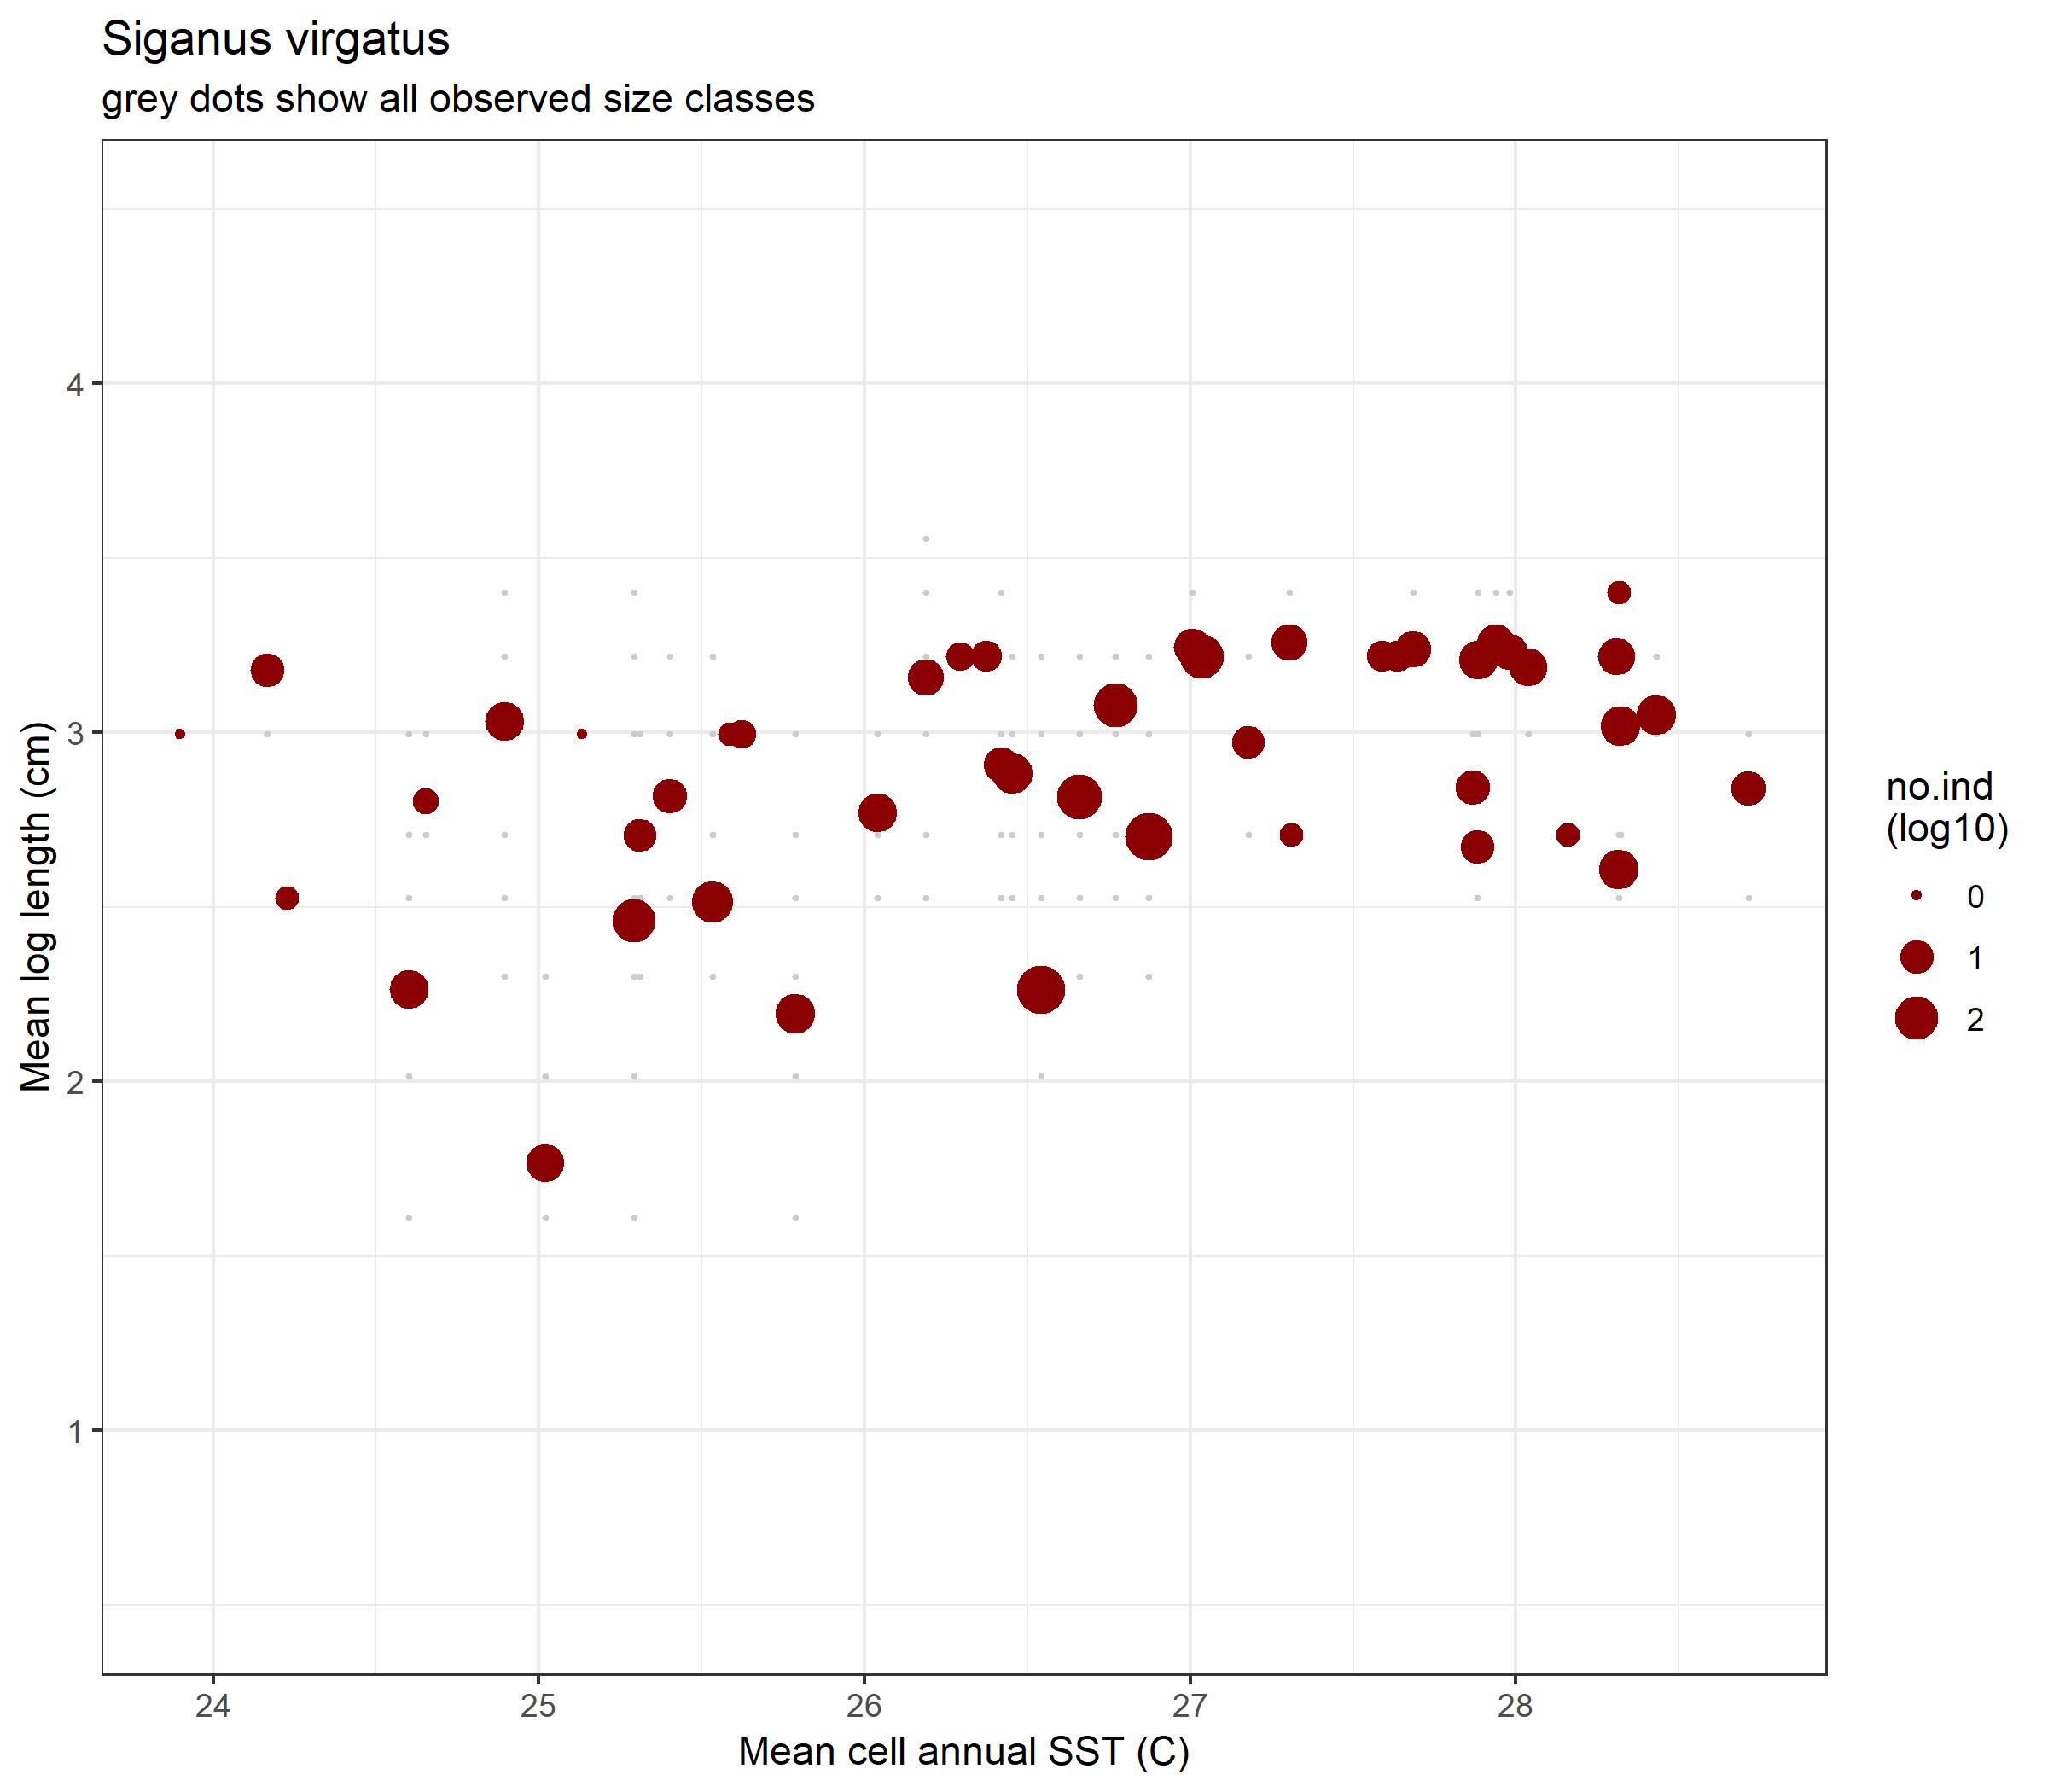 Siganus virgatus
grey dots show all observed size classes
Mean log length (cm)
4
3
2
1
24
25
26
27
28
Mean cell annual SST (C)
no.ind
(log10)
0
1
2